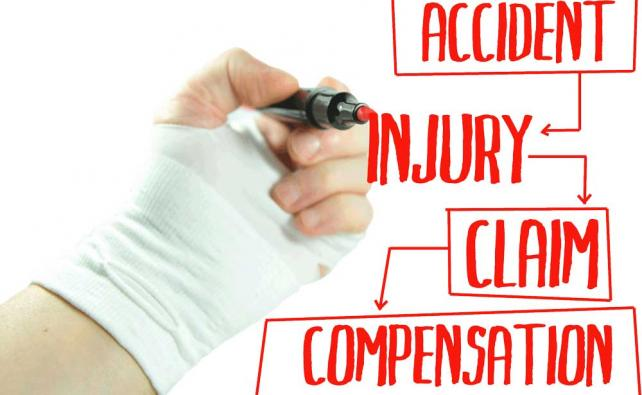 ACCIDENT
INJURY
CLAIM
COMPENSATION